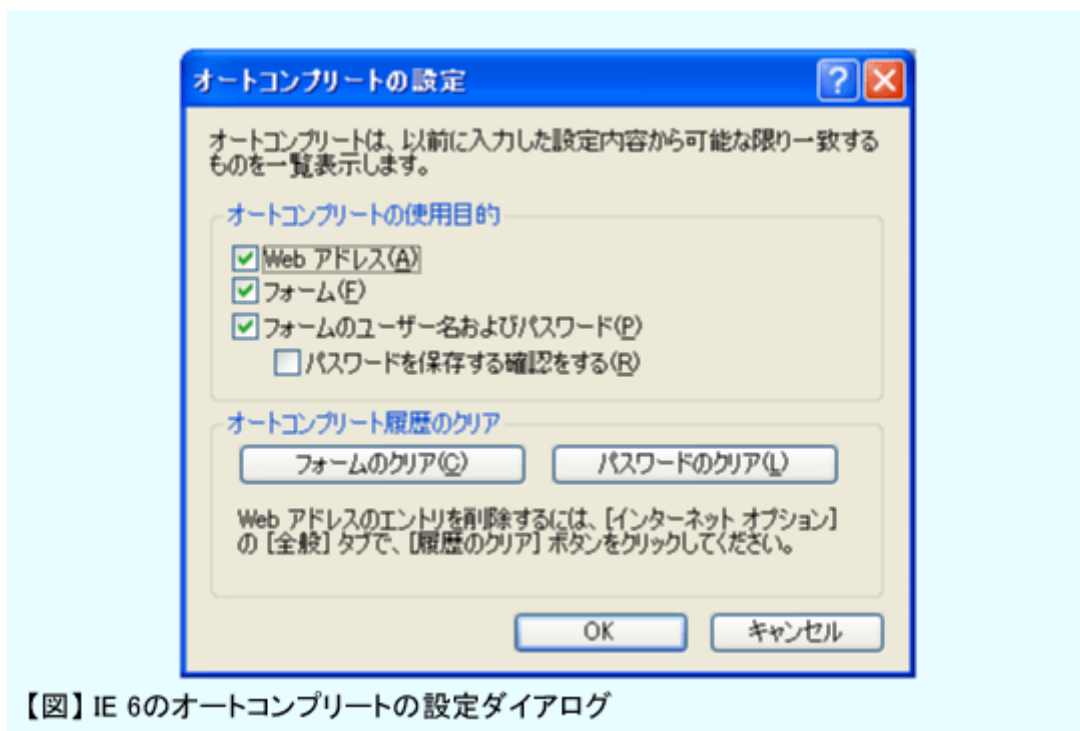 オートコンプリートの設定
オートコンプリートは、以前に入力した設定内容から可能な限り一致する
ものを一覧表示します。
オートコンプリートの使用目的
Web アドレス(A)
フォーム(F)
フォームのユーザー名およびパスワード(P)
パスワードを保存する確認をする(R)
オートコンプリート履歴のクリア
フォームのクリア(C)
パスワードのクリア(L)
Web アドレスのエントリを削除するには、[インターネット オプション]
の [全般] タブで、[履歴のクリア] ボタンをクリックしてください。
OK
キャンセル
【図】IE 6のオートコンプリートの設定ダイアログ